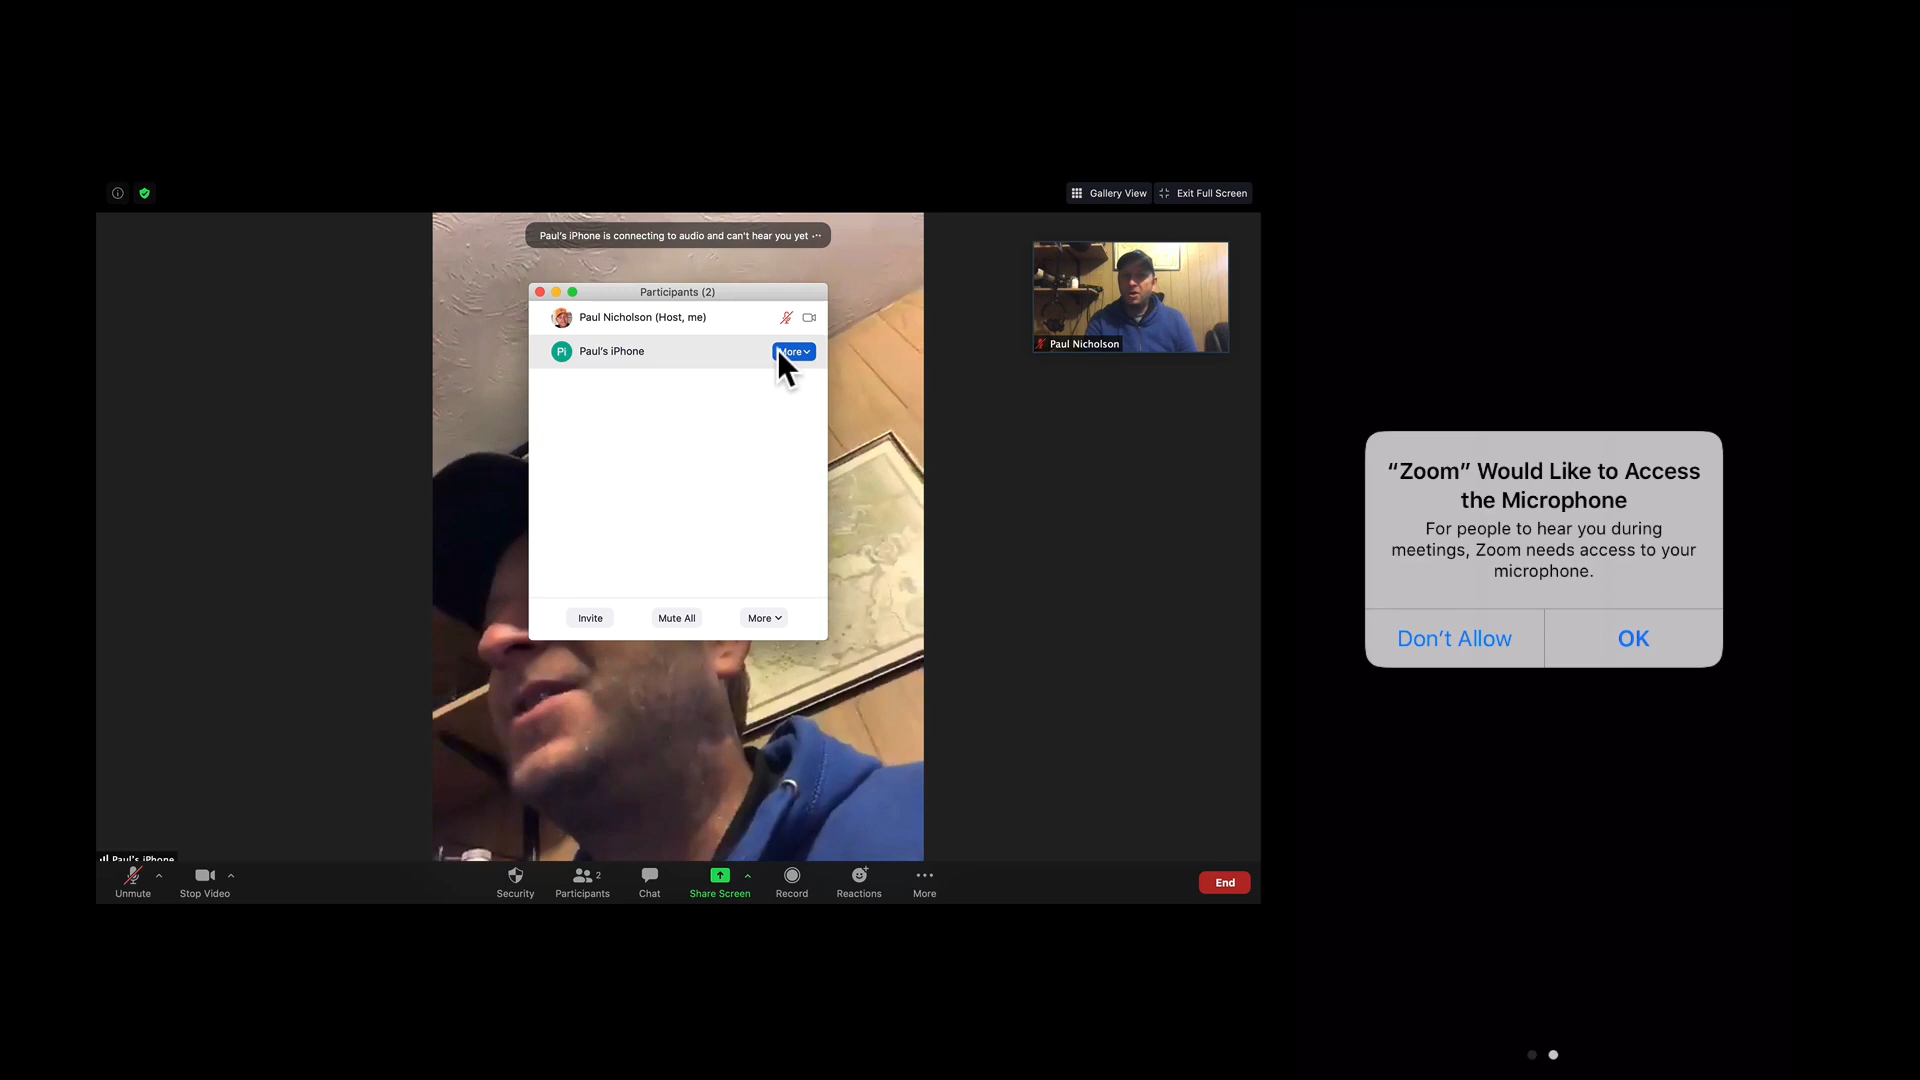 Gallery View
Exit Full Screen
Paul's iPhone is connecting to audio and can't hear you yet ···
Participants (2)
Paul Nicholson (Host, me)
Pi
Paul's iPhone
More
Invite
Mute All
More
Paul Nicholson
Paul's iPhone
Unmute
Stop Video
Security
2
Participants
Chat
Share Screen
Record
Reactions
More
End
“Zoom” Would Like to Access
the Microphone
For people to hear you during
meetings, Zoom needs access to your
microphone.
Don’t Allow
OK